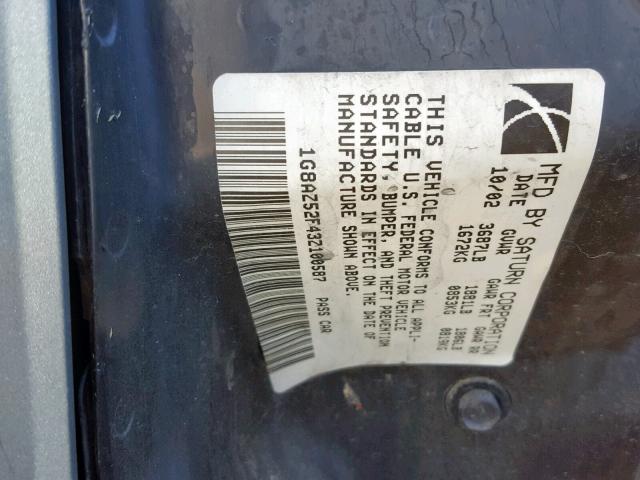 MFD BY SATURN CORPORATION
DATE GVWR GAWR FRT GAWR RR
10/02 3687LB 1881LB 1806LB
1672KG 0853KG 0819KG
THIS VEHICLE CONFORMS TO ALL APPLI-
CABLE U.S. FEDERAL MOTOR VEHICLE
SAFETY, BUMPER, AND THEFT PREVENTION
STANDARDS IN EFFECT ON THE DATE OF
MANUFACTURE SHOWN ABOVE.
1G8AZ52F43Z100587 PASS CAR